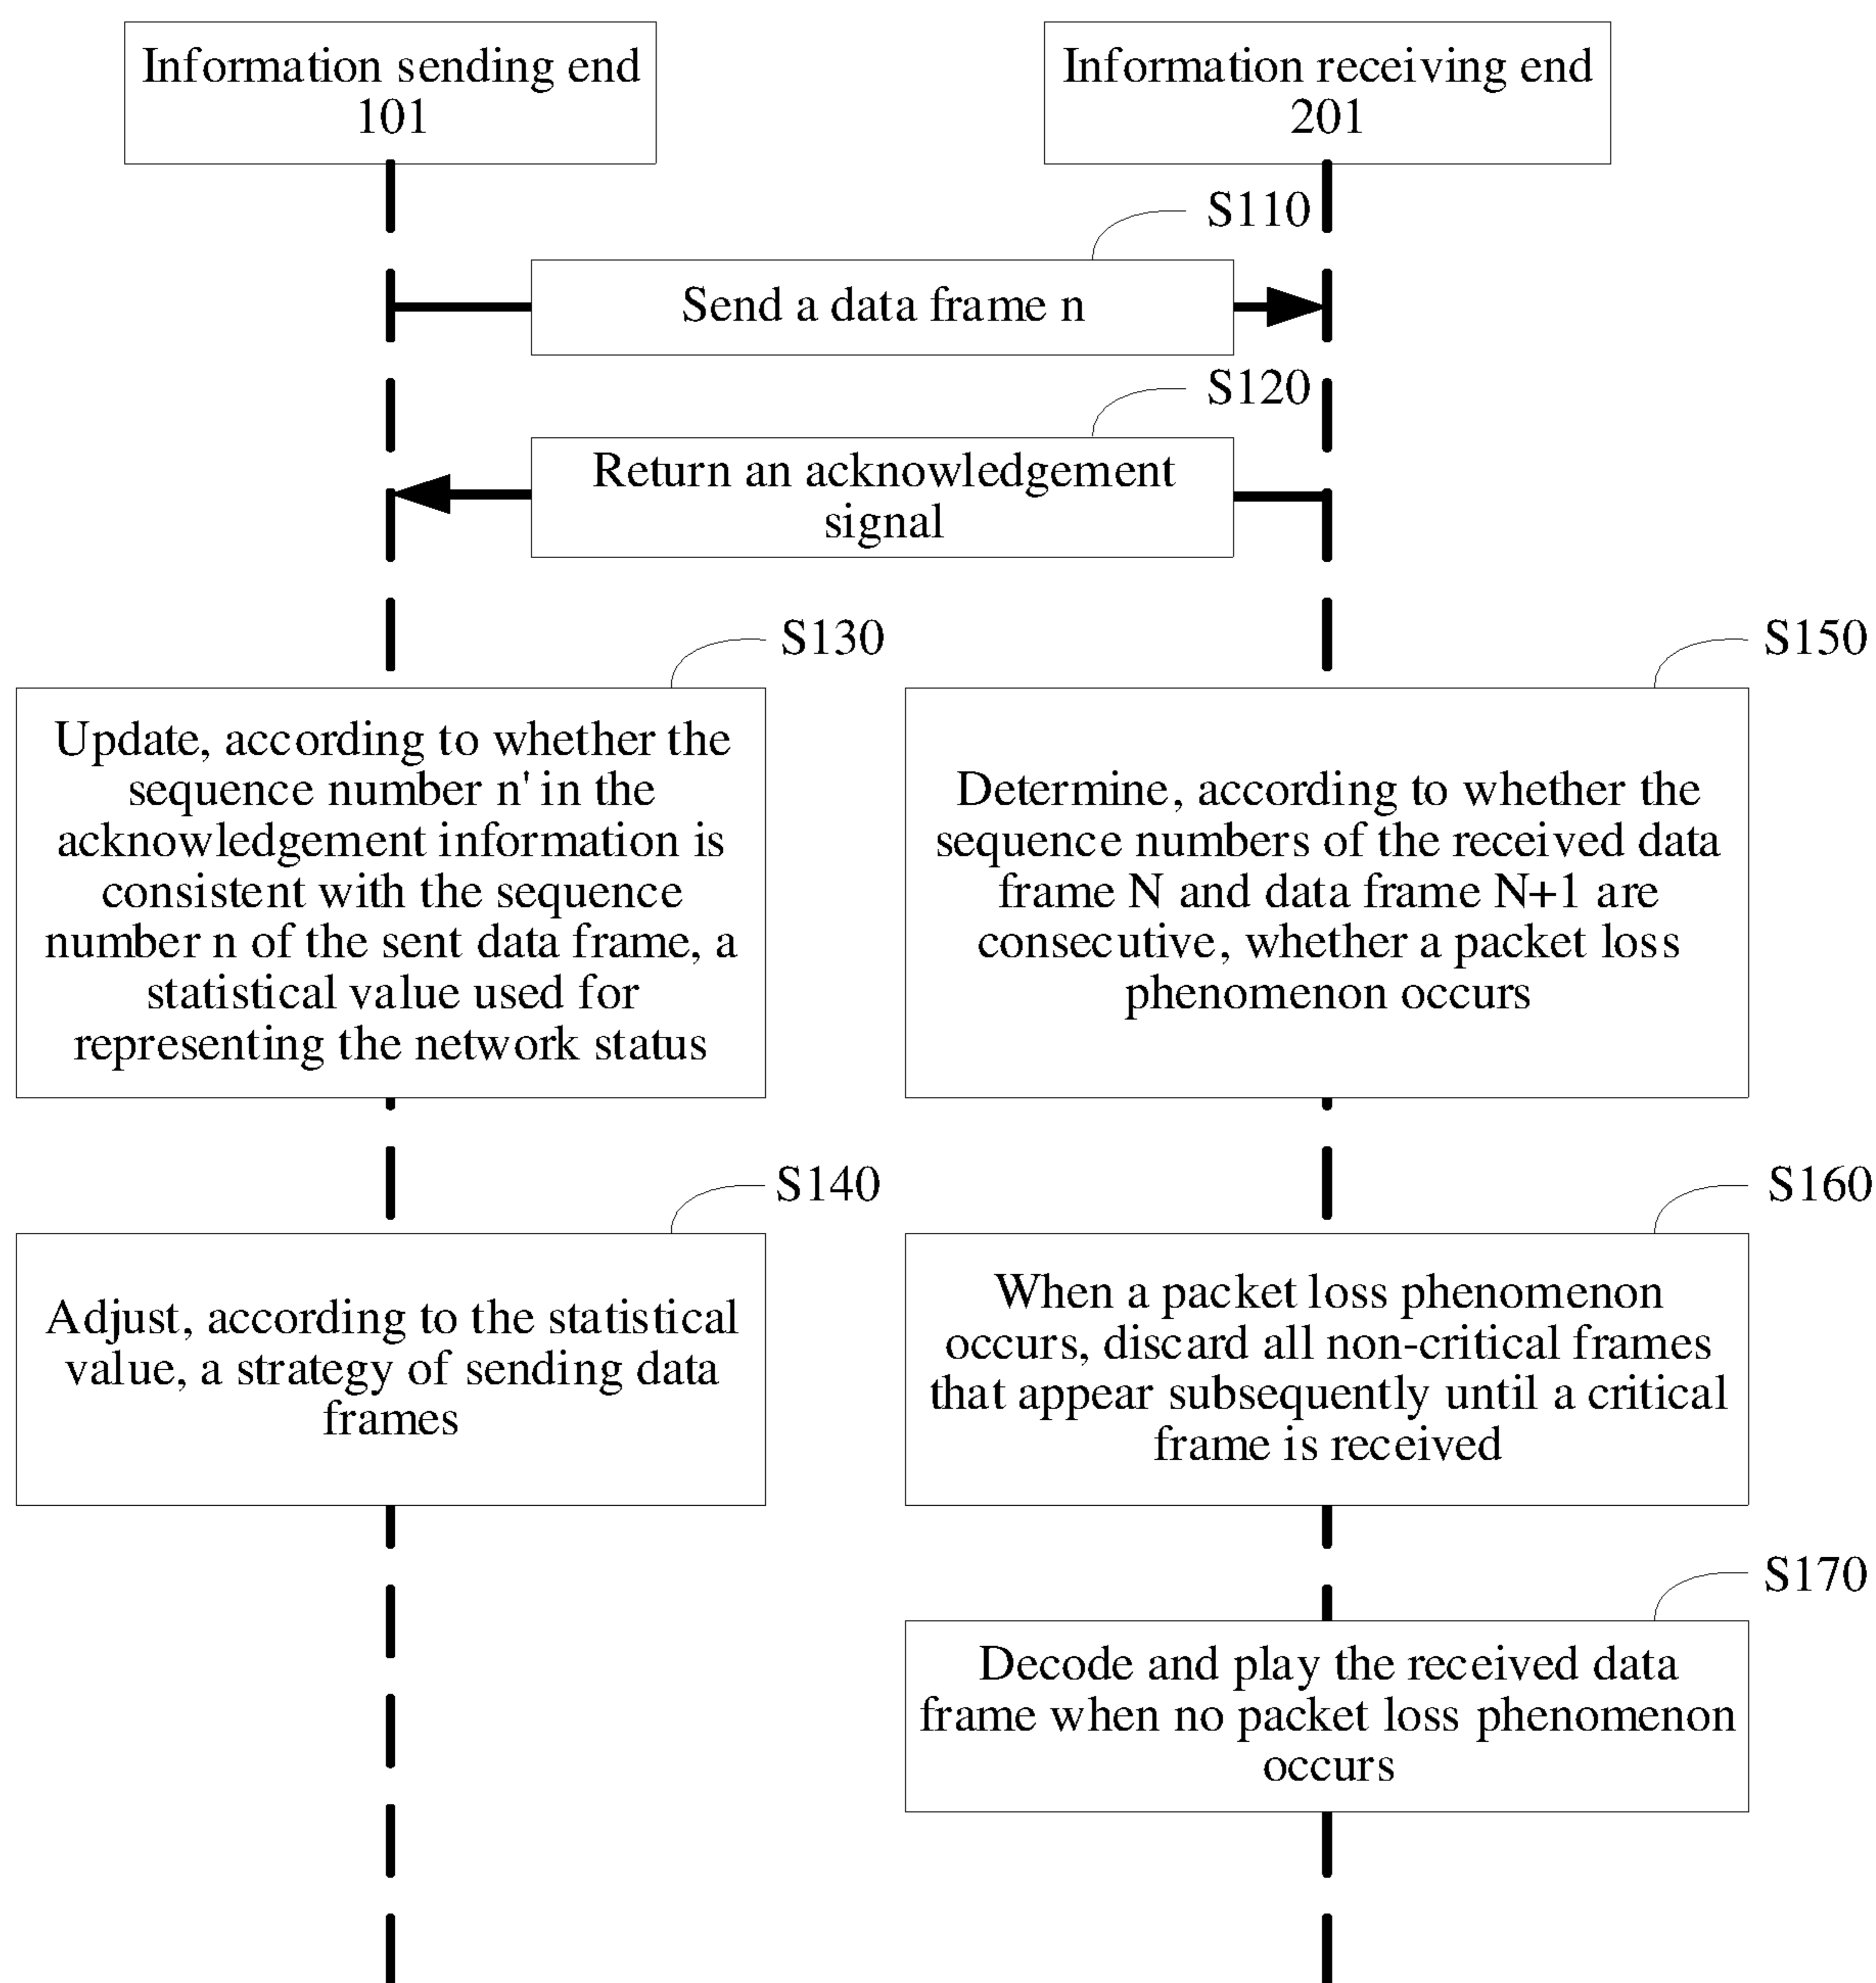 Information sending end
101
Information receiving end
201
S110
Send a data frame n
S120
Return an acknowledgement
signal
S130
Update, according to whether the
sequence number n' in the
acknowledgement information is
consistent with the sequence
number n of the sent data frame, a
statistical value used for
representing the network status
S150
Determine, according to whether the
sequence numbers of the received data
frame N and data frame N+1 are
consecutive, whether a packet loss
phenomenon occurs
S140
Adjust, according to the statistical
value, a strategy of sending data
frames
S160
When a packet loss phenomenon
occurs, discard all non-critical frames
that appear subsequently until a critical
frame is received
S170
Decode and play the received data
frame when no packet loss phenomenon
occurs